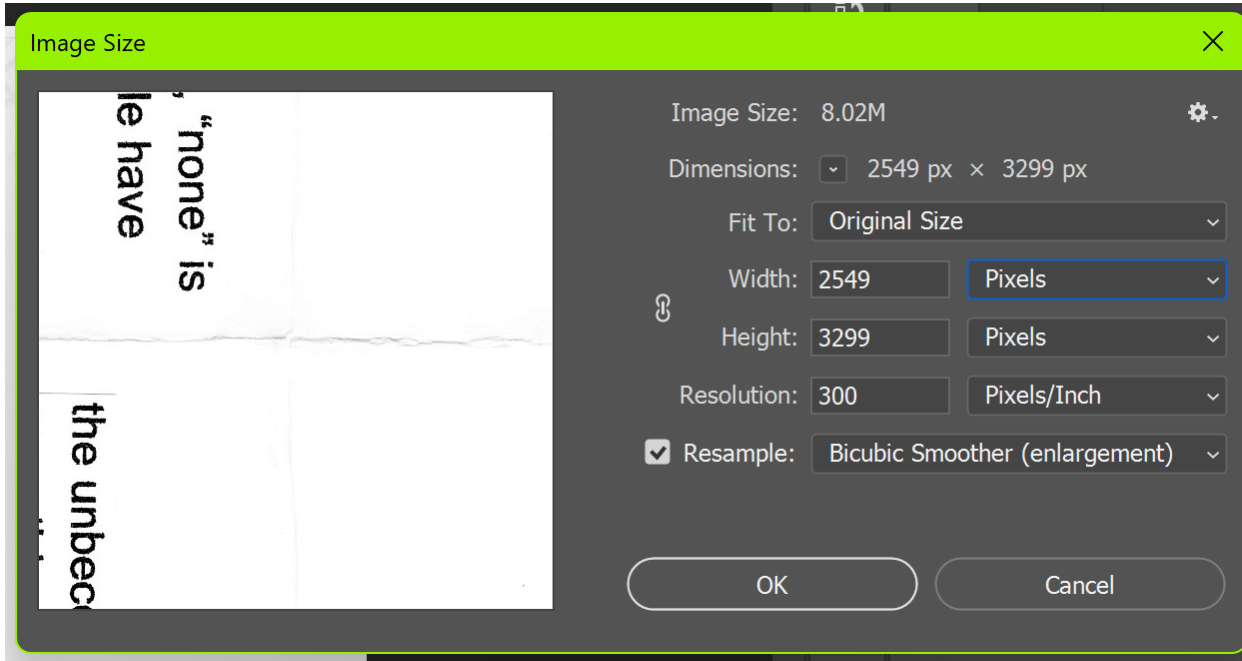 Image Size
, “none” is
le have
the unbec
Image Size: 8.02M
Dimensions: 2549 px × 3299 px
Fit To: Original Size
Width: 2549 Pixels
Height: 3299 Pixels
Resolution: 300 Pixels/Inch
Resample: Bicubic Smoother (enlargement)
OK Cancel